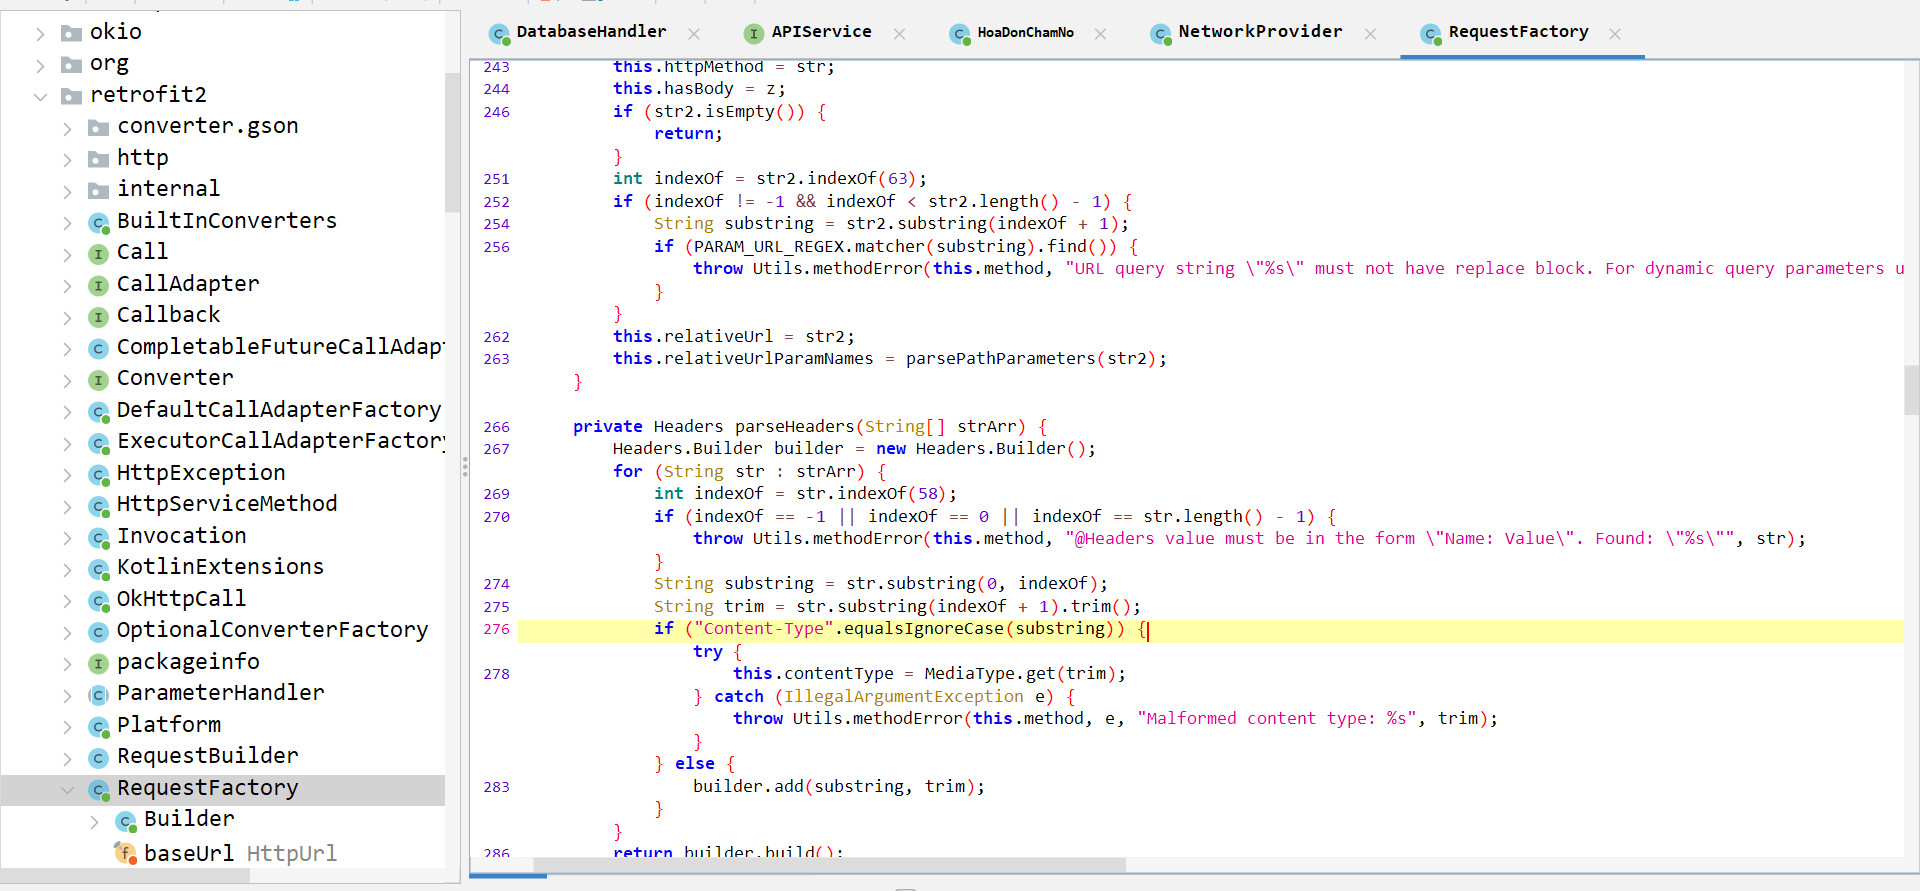 okio
org
retrofit2
converter.gson
http
internal
BuiltInConverters
Call
CallAdapter
Callback
CompletableFutureCallAdap
Converter
DefaultCallAdapterFactory
ExecutorCallAdapterFactory
HttpException
HttpServiceMethod
Invocation
KotlinExtensions
OkHttpCall
OptionalConverterFactory
packageinfo
ParameterHandler
Platform
RequestBuilder
RequestFactory
Builder
baseUrl HttpUrl
DatabaseHandler APIService HoaDonChamNo NetworkProvider RequestFactory
243 this.httpMethod = str;
244 this.hasBody = z;
246 if (str2.isEmpty()) {
return;
}
251 int indexOf = str2.indexOf(63);
252 if (indexOf != -1 && indexOf < str2.length() - 1) {
254 String substring = str2.substring(indexOf + 1);
256 if (PARAM_URL_REGEX.matcher(substring).find()) {
throw Utils.methodError(this.method, "URL query string \"%s\" must not have replace block. For dynamic query parameters u
}
}
262 this.relativeUrl = str2;
263 this.relativeUrlParamNames = parsePathParameters(str2);
}
266 private Headers parseHeaders(String[] strArr) {
267 Headers.Builder builder = new Headers.Builder();
for (String str : strArr) {
269 int indexOf = str.indexOf(58);
270 if (indexOf == -1 || indexOf == 0 || indexOf == str.length() - 1) {
throw Utils.methodError(this.method, "@Headers value must be in the form \"Name: Value\". Found: \"%s\"", str);
}
274 String substring = str.substring(0, indexOf);
275 String trim = str.substring(indexOf + 1).trim();
276 if ("Content-Type".equalsIgnoreCase(substring)) {
try {
278 this.contentType = MediaType.get(trim);
} catch (IllegalArgumentException e) {
throw Utils.methodError(this.method, e, "Malformed content type: %s", trim);
}
} else {
283 builder.add(substring, trim);
}
}
286 return builder.build();